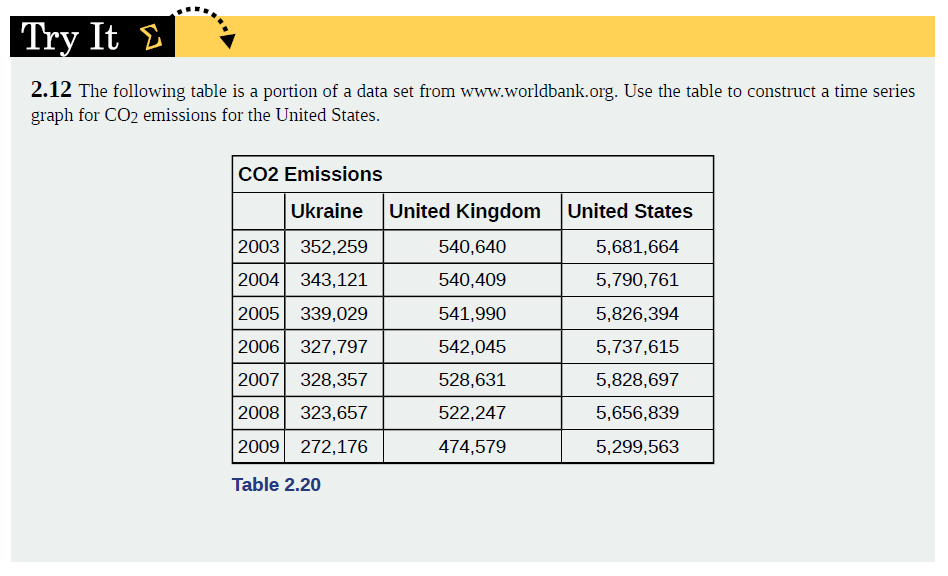 Try It Σ
2.12 The following table is a portion of a data set from www.worldbank.org. Use the table to construct a time series
graph for CO2 emissions for the United States.
CO2 Emissions
Ukraine United Kingdom United States
2003 352,259 540,640 5,681,664
2004 343,121 540,409 5,790,761
2005 339,029 541,990 5,826,394
2006 327,797 542,045 5,737,615
2007 328,357 528,631 5,828,697
2008 323,657 522,247 5,656,839
2009 272,176 474,579 5,299,563
Table 2.20